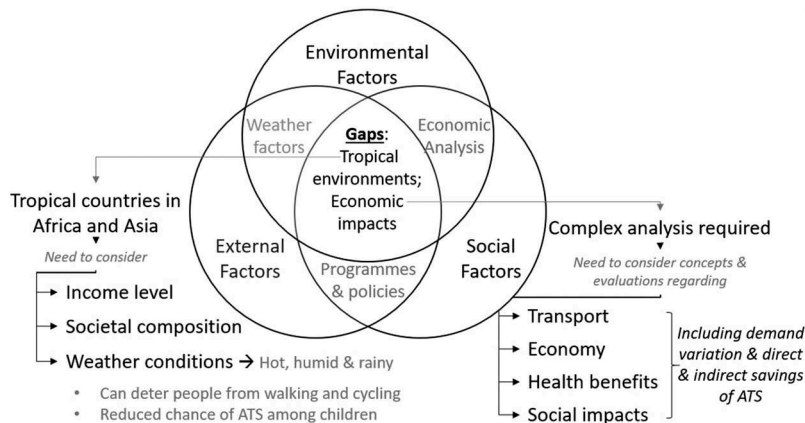 Environmental
Factors
Weather
factors
Economic
Analysis
Gaps:
Tropical
environments;
Economic
impacts
External
Factors
Social
Factors
Programmes
& policies
Tropical countries in
Africa and Asia
Need to consider
Income level
Societal composition
Weather conditions → Hot, humid & rainy
• Can deter people from walking and cycling
• Reduced chance of ATS among children
Complex analysis required
Need to consider concepts &
evaluations regarding
Transport
Economy
Health benefits
Social impacts
Including demand
variation & direct
& indirect savings
of ATS